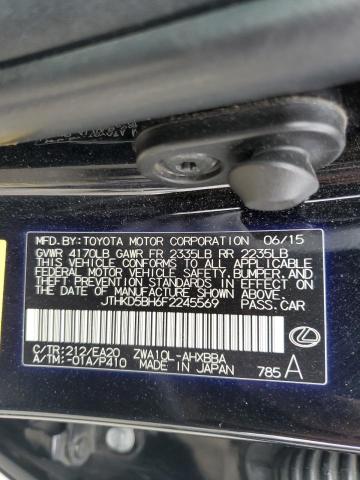 MFD. BY: TOYOTA MOTOR CORPORATION 06/15
GVWR 4170LB GAWR FR 2335LB RR 2235LB
THIS VEHICLE CONFORMS TO ALL APPLICABLE
FEDERAL MOTOR VEHICLE SAFETY, BUMPER, AND
THEFT PREVENTION STANDARDS IN EFFECT ON
THE DATE OF MANUFACTURE SHOWN ABOVE.
JTHKD5BH6F2245569 PASS.CAR
C/TR:212/EA20 ZWA10L-AHXBBA
A/TM:-01A/P410 MADE IN JAPAN 785 A